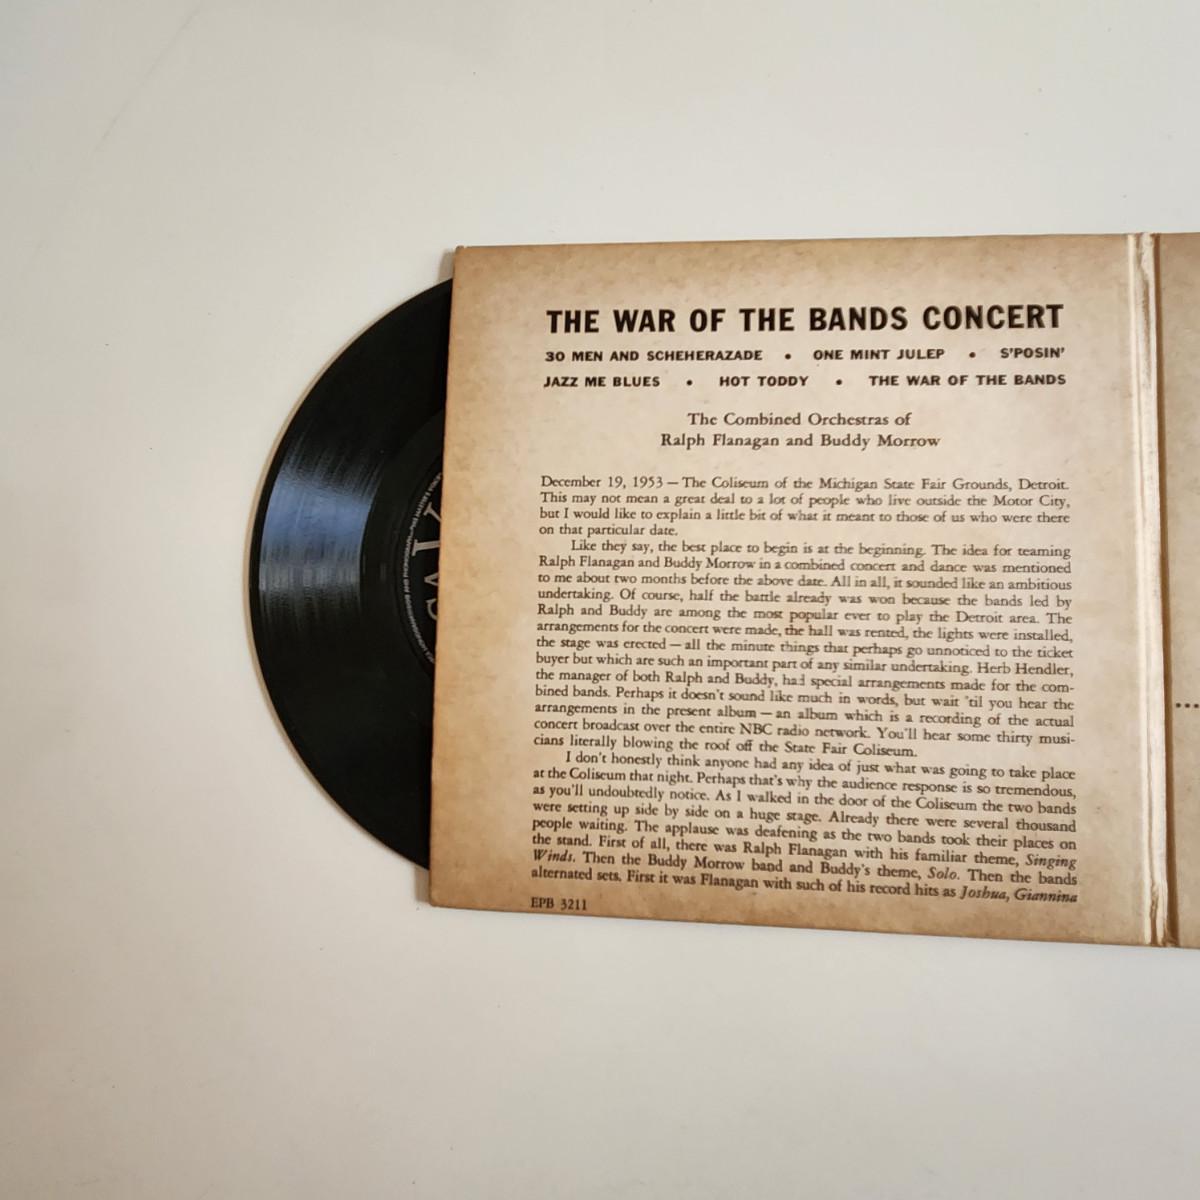 THE WAR OF THE BANDS CONCERT
30 MEN AND SCHEHERAZADE • ONE MINT JULEP • S'POSIN'
JAZZ ME BLUES • HOT TODDY • THE WAR OF THE BANDS
The Combined Orchestras of
Ralph Flanagan and Buddy Morrow
December 19, 1953 — The Coliseum of the Michigan State Fair Grounds, Detroit.
This may not mean a great deal to a lot of people who live outside the Motor City,
but I would like to explain a little bit of what it meant to those of us who were there
on that particular date.
Like they say, the best place to begin is at the beginning. The idea for teaming
Ralph Flanagan and Buddy Morrow in a combined concert and dance was mentioned
to me about two months before the above date. All in all, it sounded like an ambitious
undertaking. Of course, half the battle already was won because the bands led by
Ralph and Buddy are among the most popular ever to play the Detroit area. The
arrangements for the concert were made, the hall was rented, the lights were installed,
the stage was erected — all the minute things that perhaps go unnoticed to the ticket
buyer but which are such an important part of any similar undertaking. Herb Hendler,
the manager of both Ralph and Buddy, had special arrangements made for the com-
bined bands. Perhaps it doesn't sound like much in words, but wait 'til you hear the
arrangements in the present album — an album which is a recording of the actual
concert broadcast over the entire NBC radio network. You'll hear some thirty musi-
cians literally blowing the roof off the State Fair Coliseum.
I don't honestly think anyone had any idea of just what was going to take place
at the Coliseum that night. Perhaps that's why the audience response is so tremendous,
as you'll undoubtedly notice. As I walked in the door of the Coliseum the two bands
were setting up side by side on a huge stage. Already there were several thousand
people waiting. The applause was deafening as the two bands took their places on
the stand. First of all, there was Ralph Flanagan with his familiar theme, Singing
Winds. Then the Buddy Morrow band and Buddy's theme, Solo. Then the bands
alternated sets. First it was Flanagan with such of his record hits as Joshua, Giannina
EPB 3211